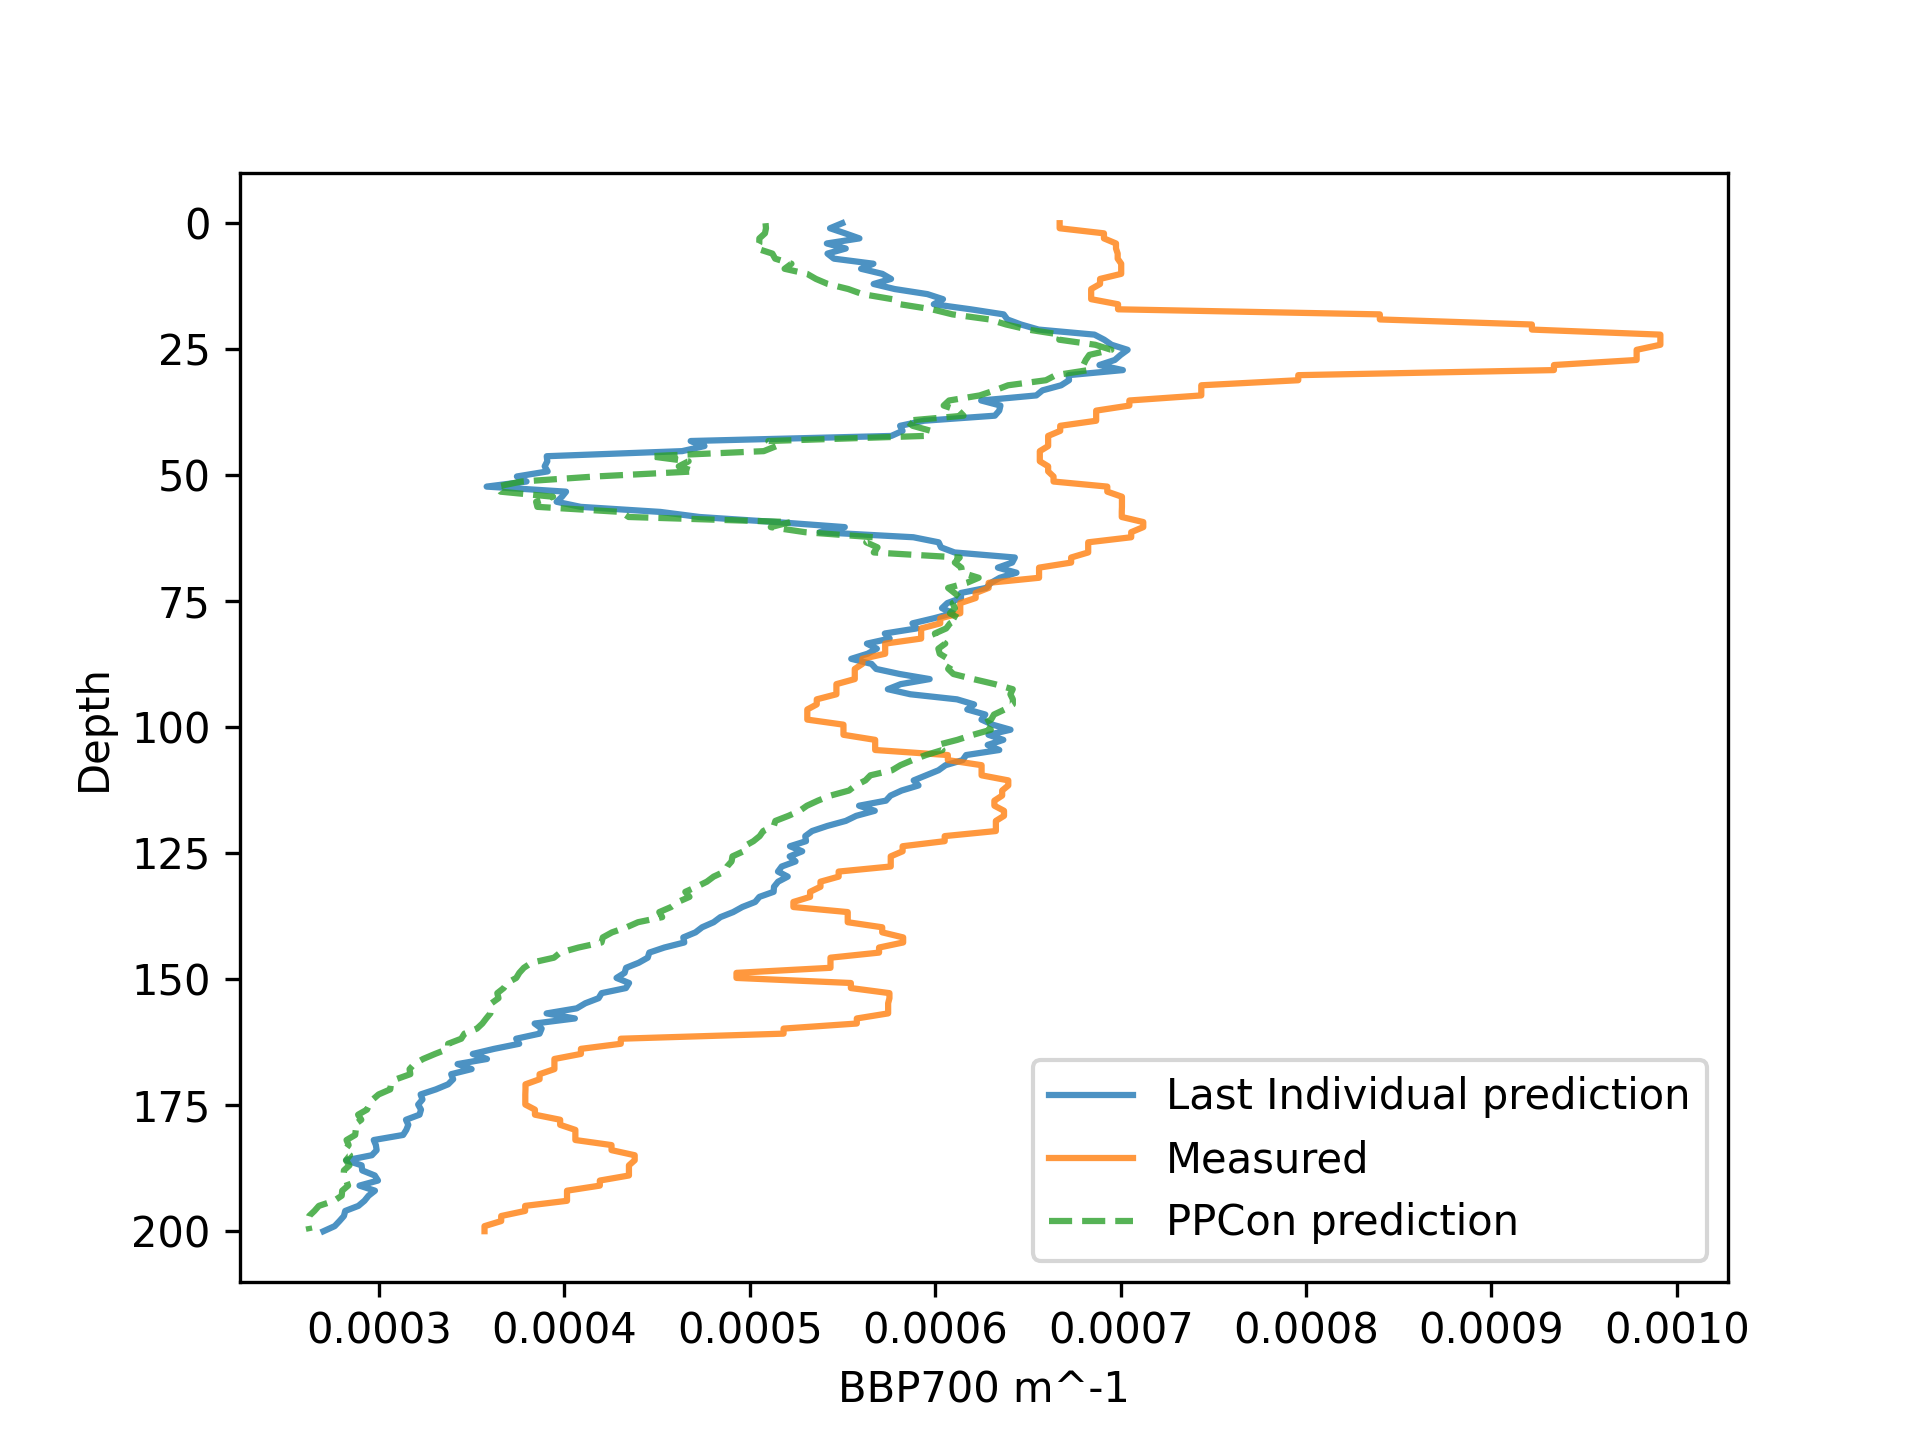 0
25
50
75
100
125
150
175
200
Depth
Last Individual prediction
Measured
PPCon prediction
0.0003 0.0004 0.0005 0.0006 0.0007 0.0008 0.0009 0.0010
BBP700 m^-1